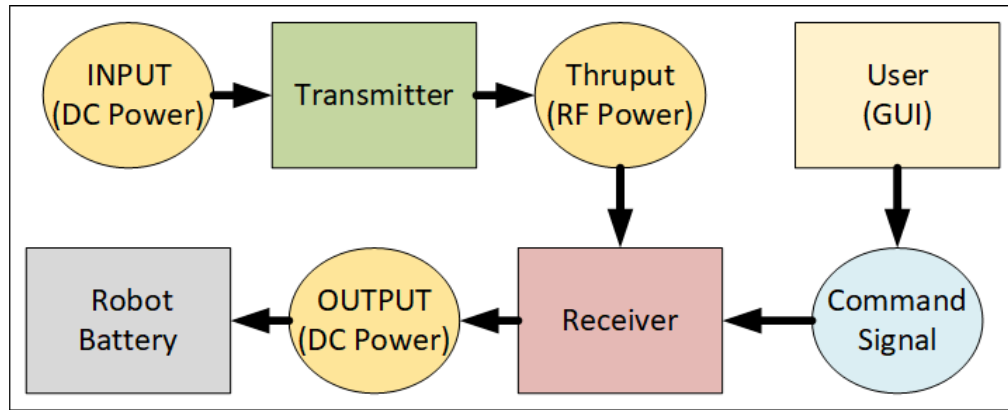 INPUT
(DC Power)
Transmitter
Thruput
(RF Power)
User
(GUI)
Robot
Battery
OUTPUT
(DC Power)
Receiver
Command
Signal